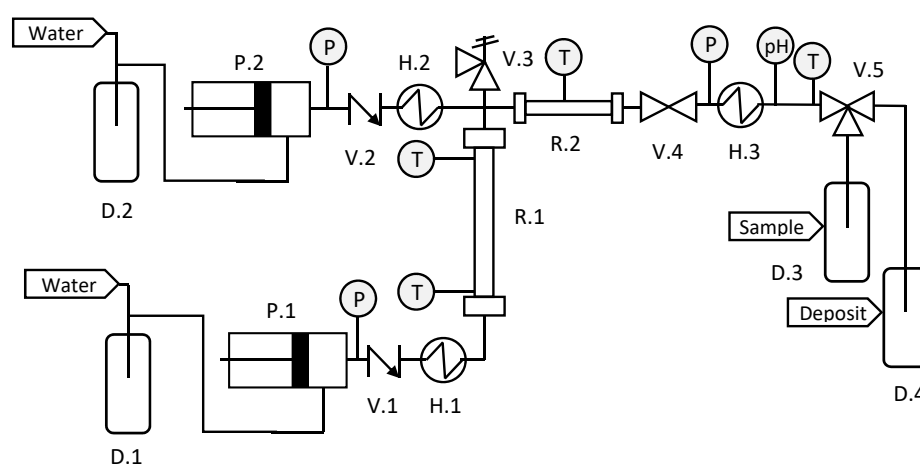 Water
P.2
P
H.2
V.3
T
P
pH
T
V.5
D.2
V.2
T
R.2
V.4
H.3
R.1
Sample
D.3
Water
P.1
P
T
Deposit
V.1
H.1
D.4
D.1